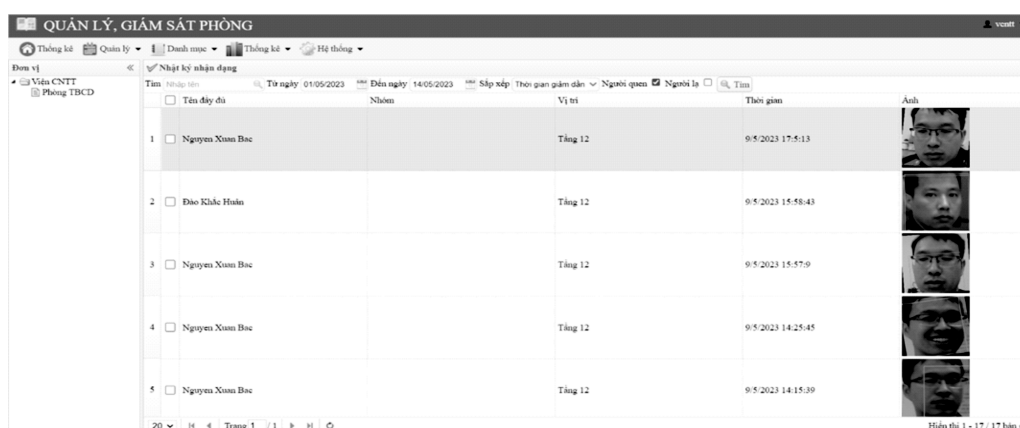 QUẢN LÝ, GIÁM SÁT PHÒNG
vcntt
Thống kê Quản lý Danh mục Thống kê Hệ thống
Đơn vị
Viện CNTT
Phòng TBCD
Nhật ký nhận dạng
Tìm Nhập tên Từ ngày 01/05/2023 Đến ngày 14/05/2023 Sắp xếp Thời gian giảm dần Người quen Người lạ Tìm
Tên đầy đủ Nhóm Vị trí Thời gian Ảnh
1 Nguyen Xuan Bac Tầng 12 9/5/2023 17:5:13
2 Đào Khắc Huân Tầng 12 9/5/2023 15:58:43
3 Nguyen Xuan Bac Tầng 12 9/5/2023 15:57:9
4 Nguyen Xuan Bac Tầng 12 9/5/2023 14:25:45
5 Nguyen Xuan Bac Tầng 12 9/5/2023 14:15:39
20 Trang 1 / 1 Hiển thị 1 - 17 / 17 bản